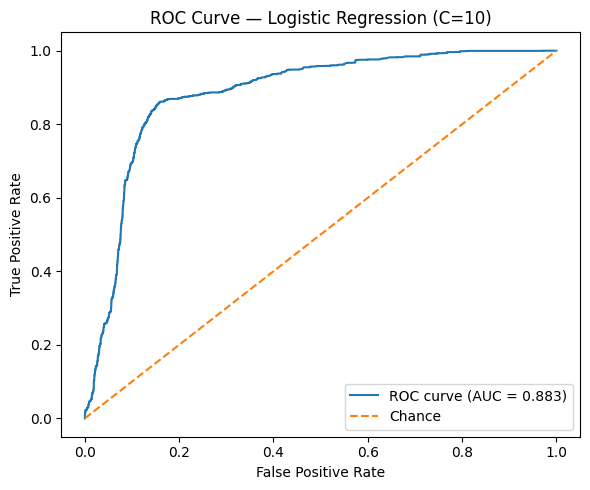 ROC Curve — Logistic Regression (C=10)
1.0
0.8
0.6
0.4
0.2
0.0
True Positive Rate
ROC curve (AUC = 0.883)
Chance
0.0 0.2 0.4 0.6 0.8 1.0
False Positive Rate